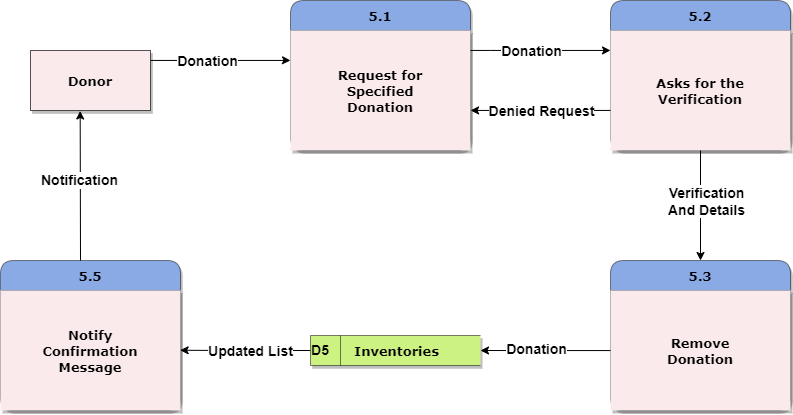 5.1
5.2
Donor
Donation
Request for
Specified
Donation
Donation
Denied Request
Asks for the
Verification
Notification
Verification
And Details
5.5
5.3
Notify
Confirmation
Message
Updated List
D5
Inventories
Donation
Remove
Donation